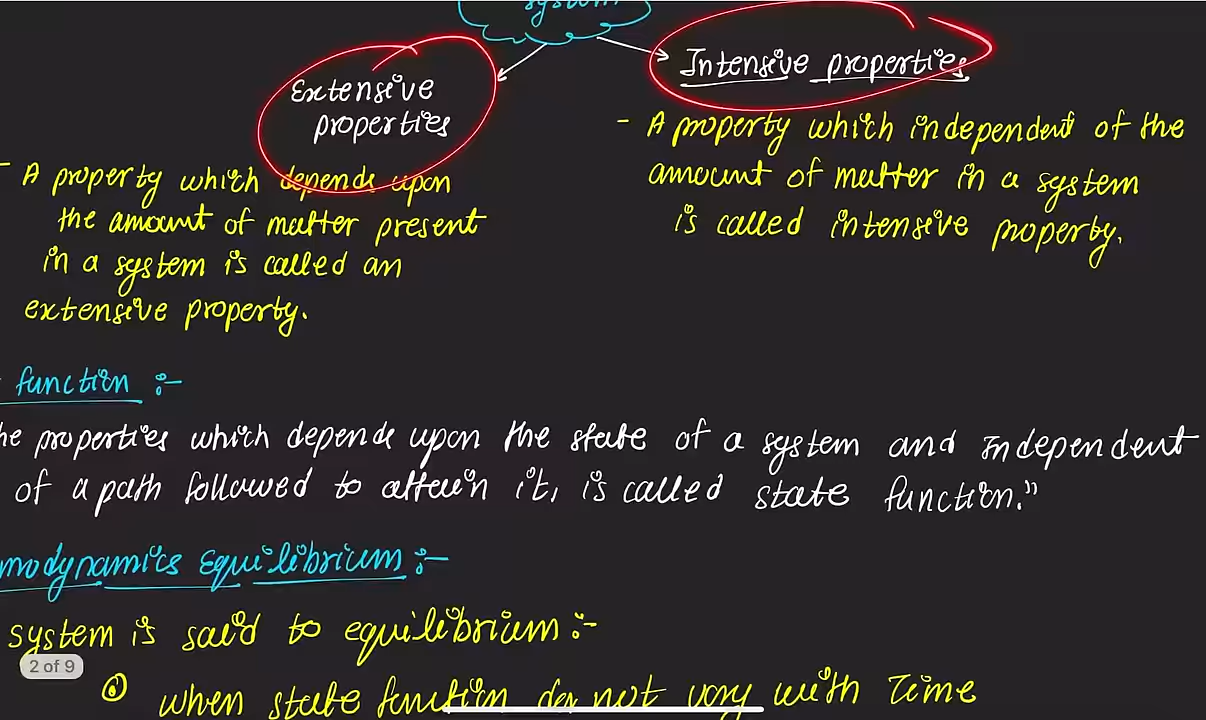 system
Extensive
properties
Intensive properties
- A property which depends upon
the amount of matter present
in a system is called an
extensive property.
- A property which independent of the
amount of matter in a system
is called intensive property.
function :-
he properties which depends upon the state of a system and independent
of a path followed to attain it, is called state function."
modynamics Equilibrium :-
system is said to equilibrium :-
when state function do not vary with Time
2 of 9